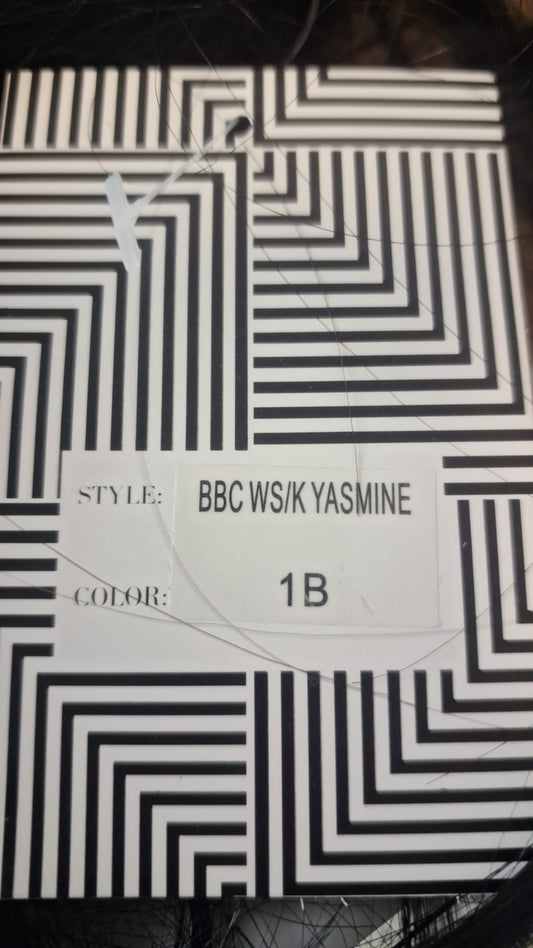 STYLE: BBC WS/K YASMINE
COLOR: 1B